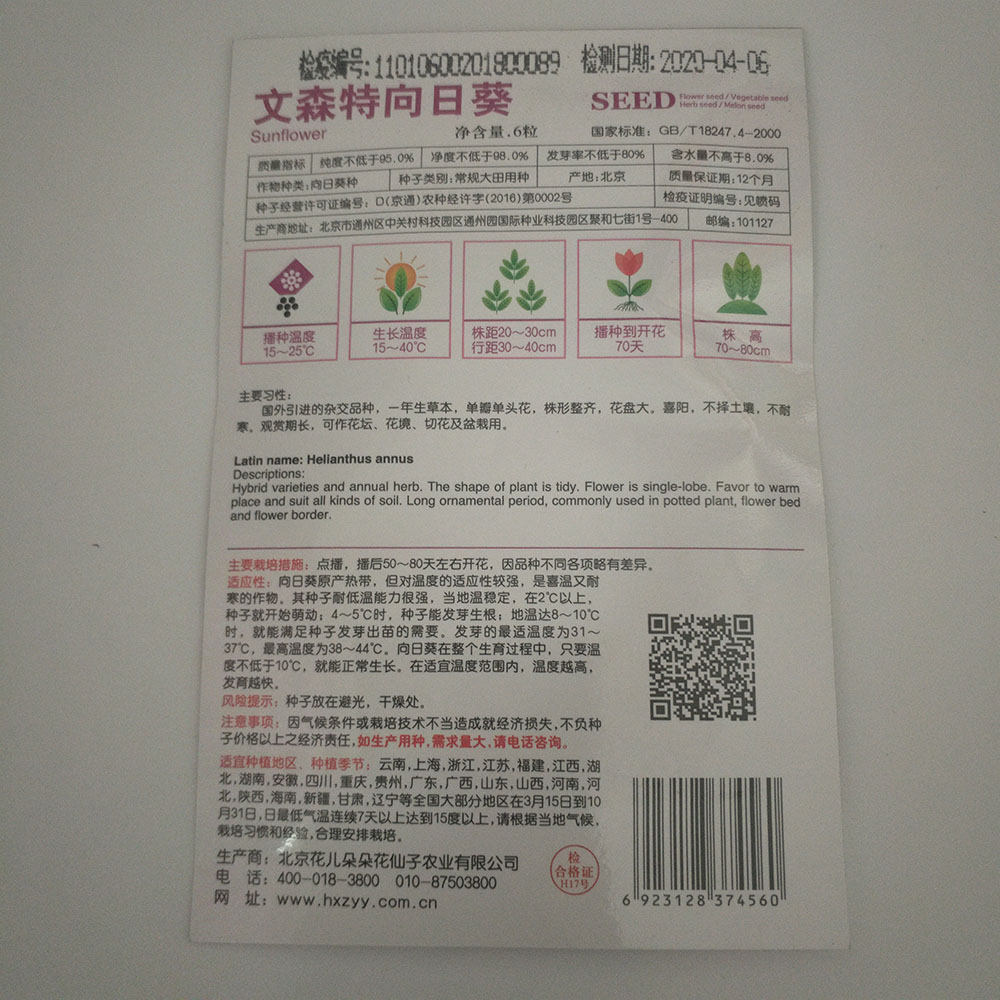 检疫编号:11010600201800089 检测日期:2020-04-06
文森特向日葵
SEED Flower seed / Vegetable seed
Herb seed / Melon seed
Sunflower 净含量.6粒 国家标准：GB/T18247.4-2000
质量指标 纯度不低于95.0% 净度不低于98.0% 发芽率不低于80% 含水量不高于8.0%
作物种类:向日葵种 种子类别:常规大田用种 产地:北京 质量保证期:12个月
种子经营许可证编号：D(京通)农种经许字(2016)第0002号 检疫证明编号:见喷码
生产商地址：北京市通州区中关村科技园区通州园国际种业科技园区聚和七街1号-400 邮编:101127
播种温度 生长温度 株距20～30cm 播种到开花 株 高
15～25℃ 15～40℃ 行距30～40cm 70天 70～80cm
主要习性：
国外引进的杂交品种，一年生草本，单瓣单头花，株形整齐，花盘大。喜阳，不择土壤，不耐
寒。观赏期长，可作花坛、花境、切花及盆栽用。
Latin name: Helianthus annus
Descriptions:
Hybrid varieties and annual herb. The shape of plant is tidy. Flower is single-lobe. Favor to warm
place and suit all kinds of soil. Long ornamental period, commonly used in potted plant, flower bed
and flower border.
主要栽培措施：点播，播后50～80天左右开花，因品种不同各项略有差异。
适应性：向日葵原产热带，但对温度的适应性较强，是喜温又耐
寒的作物。其种子耐低温能力很强，当地温稳定，在2℃以上，
种子就开始萌动；4～5℃时，种子能发芽生根；地温达8～10℃
时，就能满足种子发芽出苗的需要。发芽的最适温度为31～
37℃，最高温度为38～44℃。向日葵在整个生育过程中，只要温
度不低于10℃，就能正常生长。在适宜温度范围内，温度越高，
发育越快。
风险提示：种子放在避光，干燥处。
注意事项：因气候条件或栽培技术不当造成就经济损失,不负种
子价格以上之经济责任,如生产用种,需求量大,请电话咨询。
适宜种植地区、种植季节：云南,上海,浙江,江苏,福建,江西,湖
北,湖南,安徽,四川,重庆,贵州,广东,广西,山东,山西,河南,河
北,陕西,海南,新疆,甘肃,辽宁等全国大部分地区在3月15日到10
月31日,日最低气温连续7天以上达到15度以上,请根据当地气候,
栽培习惯和经验,合理安排栽培。
生产商：北京花儿朵朵花仙子农业有限公司
电 话：400-018-3800 010-87503800
网 址：www.hxzyy.com.cn
检
合格证
H17号
6 923128 374560